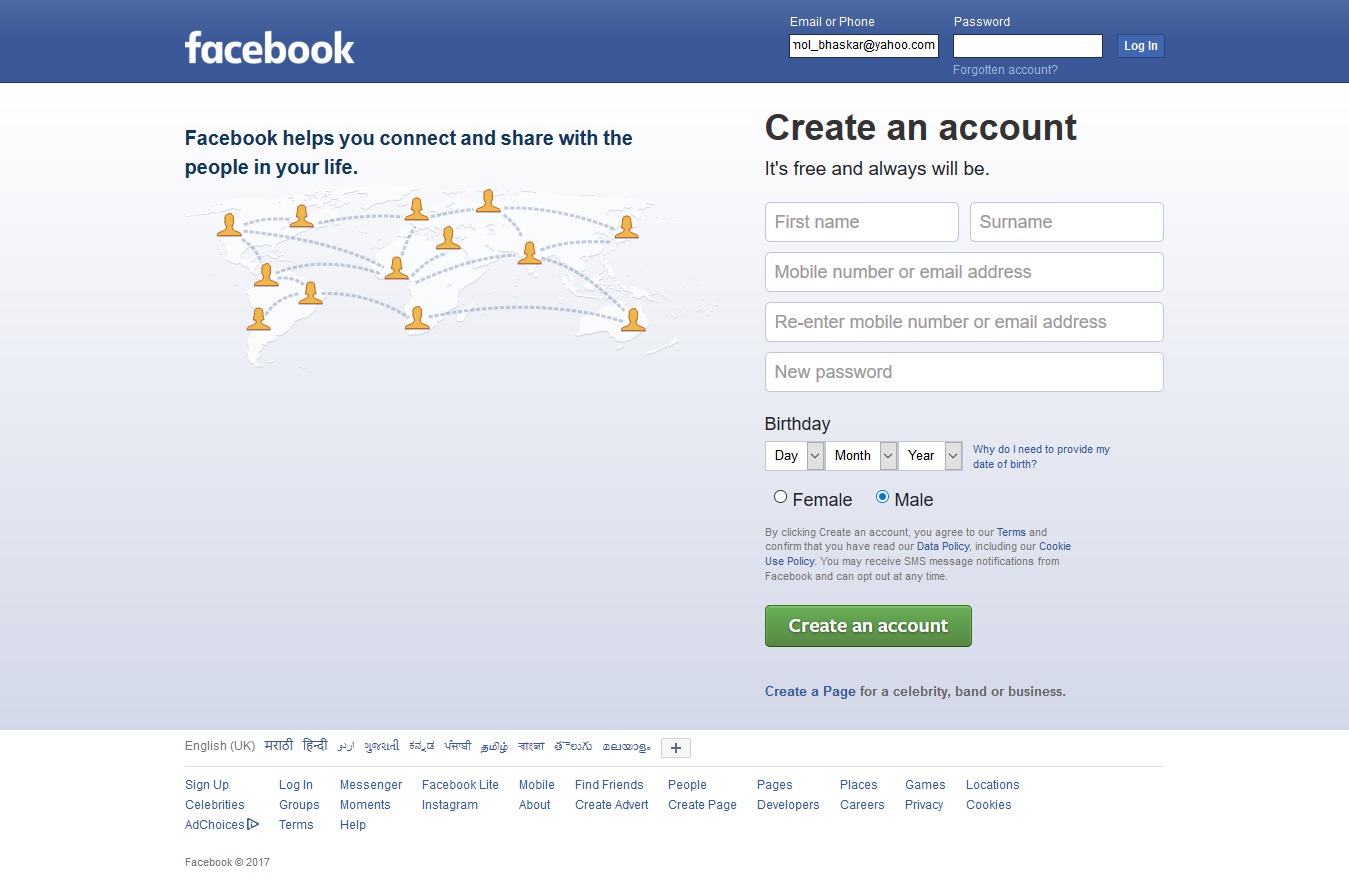 facebook
Email or Phone
Password
mol_bhaskar@yahoo.com
Log In
Forgotten account?
Facebook helps you connect and share with the
people in your life.
Create an account
It's free and always will be.
First name
Surname
Mobile number or email address
Re-enter mobile number or email address
New password
Birthday
Day
Month
Year
Why do I need to provide my
date of birth?
Female
Male
By clicking Create an account, you agree to our Terms and
confirm that you have read our Data Policy, including our Cookie
Use Policy. You may receive SMS message notifications from
Facebook and can opt out at any time.
Create an account
Create a Page for a celebrity, band or business.
English (UK) मराठी हिन्दी اردو ગુજરાતી ಕನ್ನಡ ਪੰਜਾਬੀ தமிழ் বাংলা తెలుగు മലയാളം +
Sign Up Log In Messenger Facebook Lite Mobile Find Friends People Pages Places Games Locations
Celebrities Groups Moments Instagram About Create Advert Create Page Developers Careers Privacy Cookies
AdChoices Terms Help
Facebook © 2017